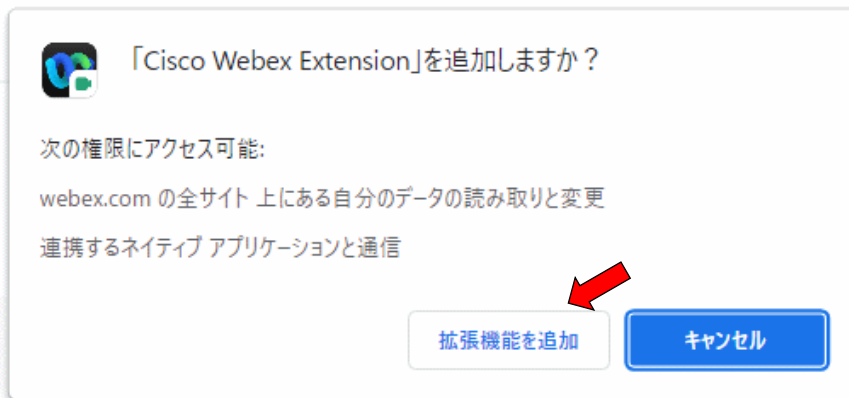 「Cisco Webex Extension」を追加しますか？
次の権限にアクセス可能:
webex.com の全サイト 上にある自分のデータの読み取りと変更
連携するネイティブ アプリケーションと通信
拡張機能を追加
キャンセル